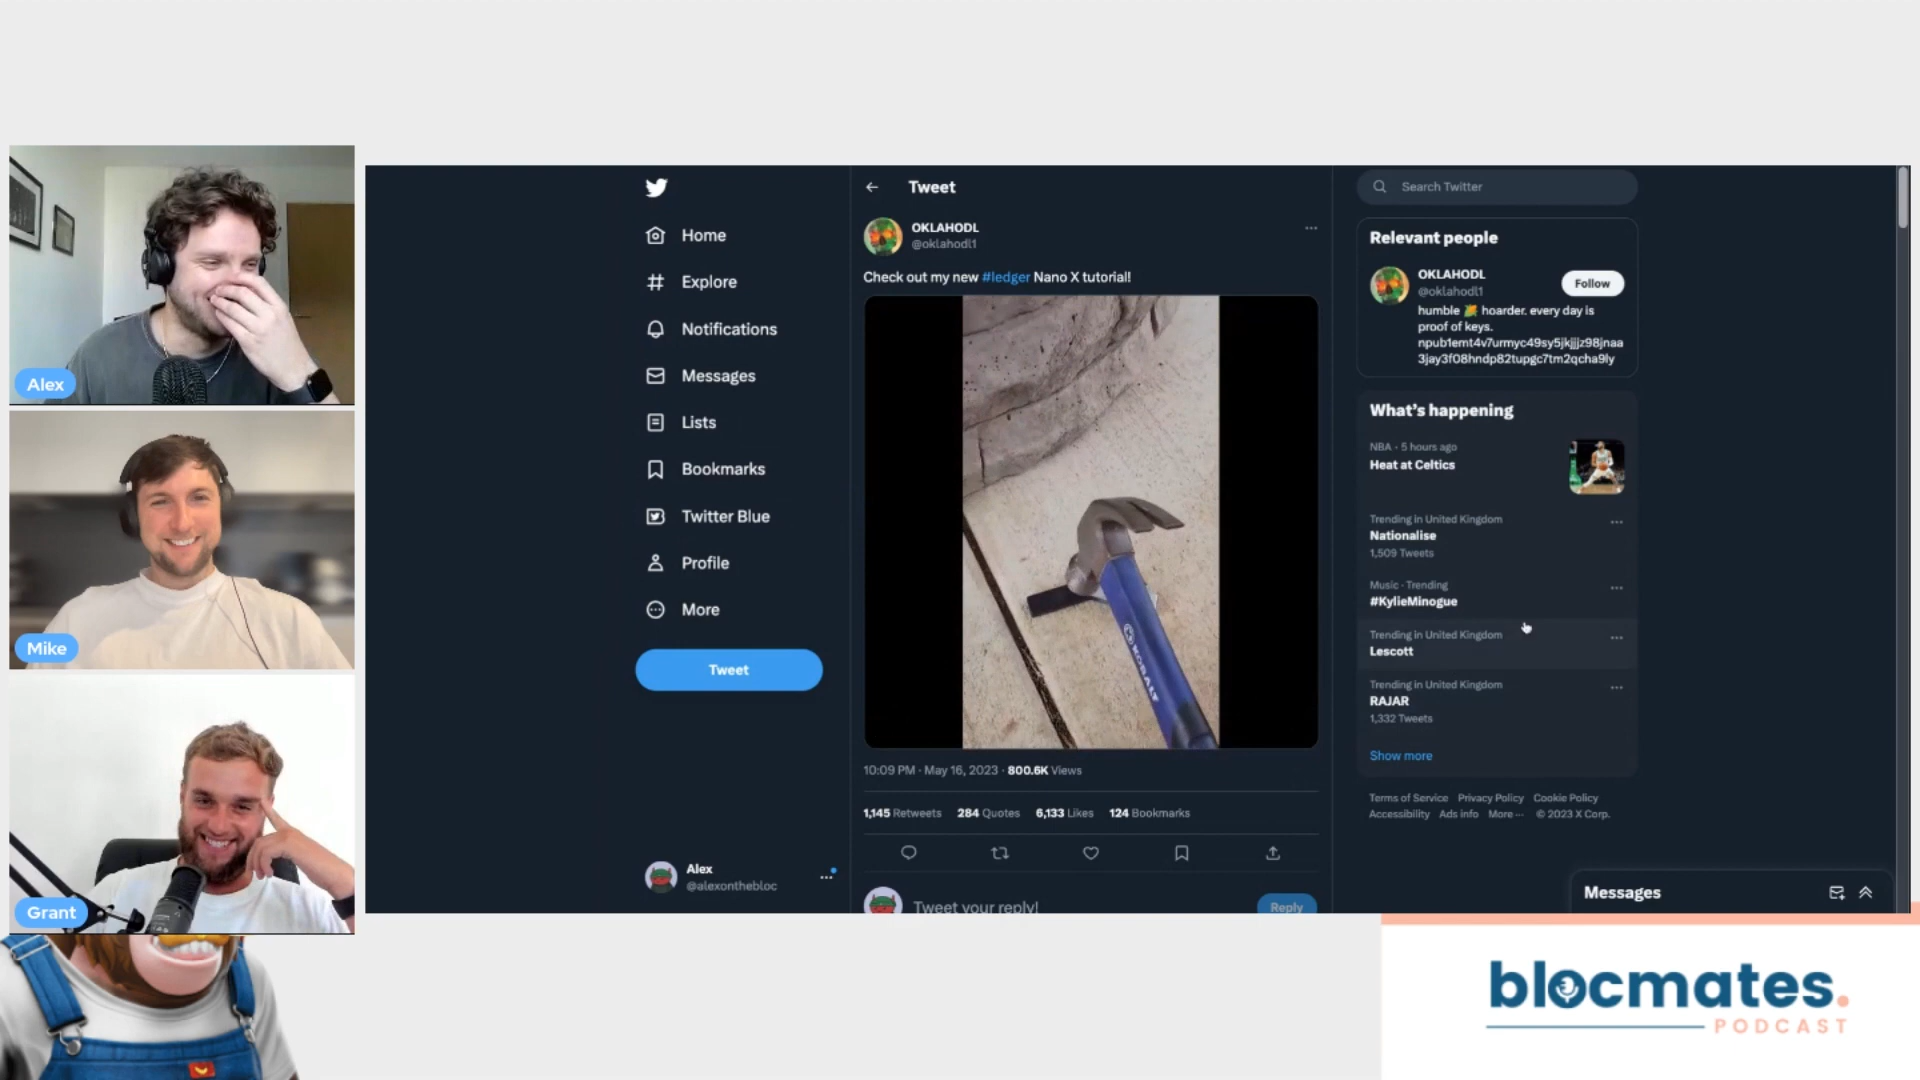 Alex
Mike
Grant
Home
Explore
Notifications
Messages
Lists
Bookmarks
Twitter Blue
Profile
More
Tweet
Alex
@alexonthebloc
Tweet
OKLAHODL
@oklahodl1
Check out my new #ledger Nano X tutorial!
KOBALT
10:09 PM · May 16, 2023 · 800.6K Views
1,145 Retweets 284 Quotes 6,133 Likes 124 Bookmarks
Tweet your reply!
Reply
Search Twitter
Relevant people
OKLAHODL
@oklahodl1
Follow
humble 🌽 hoarder. every day is
proof of keys.
What's happening
NBA · 5 hours ago
Heat at Celtics
Trending in United Kingdom
Nationalise
1,509 Tweets
Music · Trending
#KylieMinogue
Trending in United Kingdom
Lescott
Trending in United Kingdom
RAJAR
1,332 Tweets
Show more
Terms of Service Privacy Policy Cookie Policy
Accessibility Ads info More ··· © 2023 X Corp.
Messages
blocmates.
PODCAST